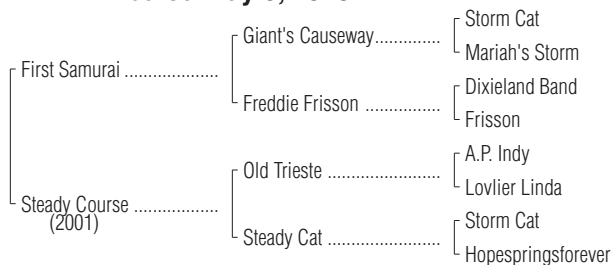 Storm Cat
Giant's Causeway..............
Mariah's Storm
First Samurai ....................
Dixieland Band
Freddie Frisson ................
Frisson
A.P. Indy
Old Trieste .......................
Lovlier Linda
Steady Course ..................
(2001)
Storm Cat
Steady Cat .......................
Hopespringsforever